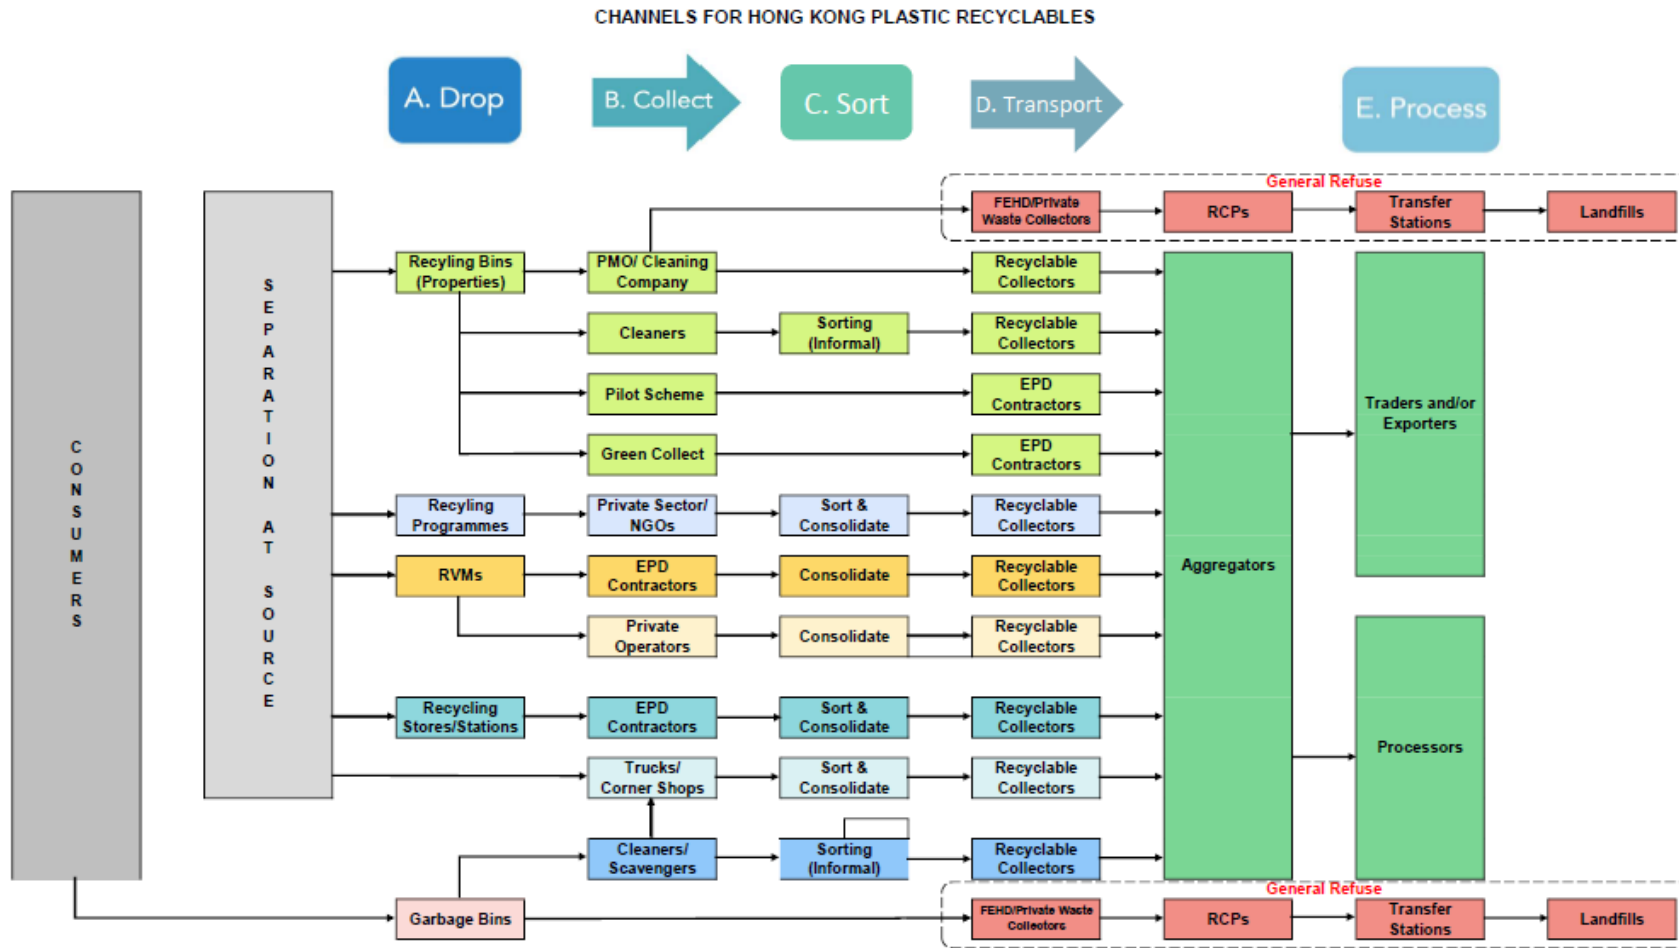 CHANNELS FOR HONG KONG PLASTIC RECYCLABLES
A. Drop
B. Collect
C. Sort
D. Transport
E. Process
General Refuse
FEHD/Private
Waste Collectors
RCPs
Transfer
Stations
Landfills
CONSUMERS
SEPARATION AT SOURCE
Recyling Bins
(Properties)
PMO/ Cleaning
Company
Recyclable
Collectors
Cleaners
Sorting
(Informal)
Recyclable
Collectors
Pilot Scheme
EPD
Contractors
Green Collect
EPD
Contractors
Recyling
Programmes
Private Sector/
NGOs
Sort &
Consolidate
Recyclable
Collectors
RVMs
EPD
Contractors
Consolidate
Recyclable
Collectors
Private
Operators
Consolidate
Recyclable
Collectors
Recycling
Stores/Stations
EPD
Contractors
Sort &
Consolidate
Recyclable
Collectors
Trucks/
Corner Shops
Sort &
Consolidate
Recyclable
Collectors
Cleaners/
Scavengers
Sorting
(Informal)
Recyclable
Collectors
Aggregators
Traders and/or
Exporters
Processors
Garbage Bins
General Refuse
FEHD/Private Waste
Collectors
RCPs
Transfer
Stations
Landfills